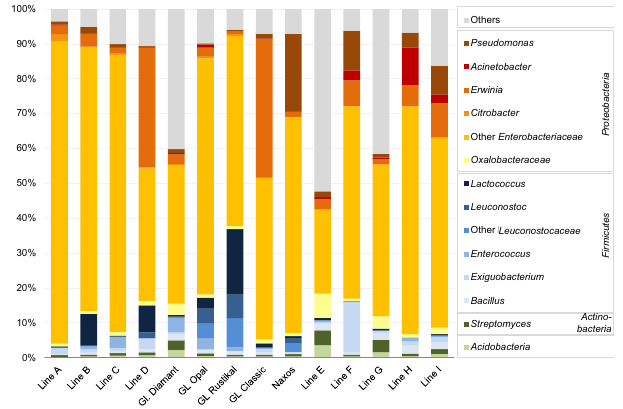 100%
90%
80%
70%
60%
50%
40%
30%
20%
10%
0%
Line A
Line B
Line C
Line D
Gl. Diamant
GL Opal
GL Rustikal
GL Classic
Naxos
Line E
Line F
Line G
Line H
Line I
Others
Pseudomonas
Acinetobacter
Erwinia
Citrobacter
Other Enterobacteriaceae
Oxalobacteraceae
Proteobacteria
Lactococcus
Leuconostoc
Other \Leuconostocaceae
Enterococcus
Exiguobacterium
Bacillus
Firmicutes
Streptomyces
Actino-
bacteria
Acidobacteria